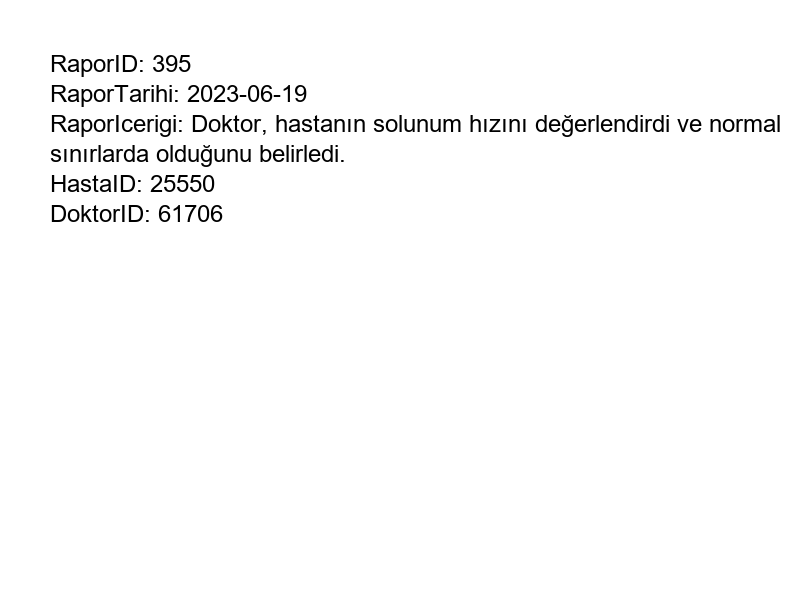 RaporID: 395
RaporTarihi: 2023-06-19
RaporIcerigi: Doktor, hastanın solunum hızını değerlendirdi ve normal
sınırlarda olduğunu belirledi.
HastaID: 25550
DoktorID: 61706